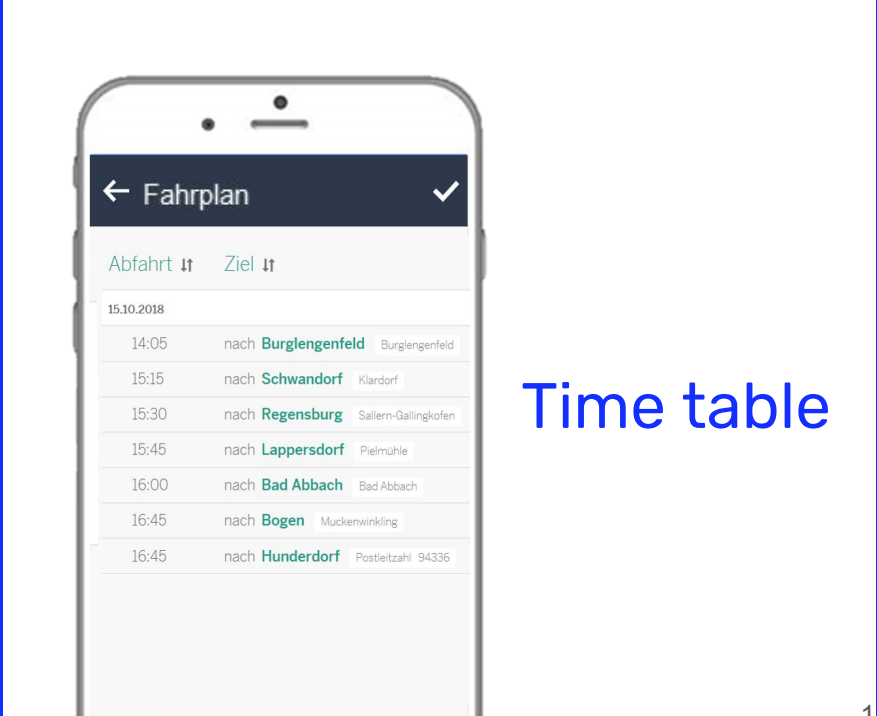 Fahrplan
Abfahrt Ziel
15.10.2018
14:05 nach Burglengenfeld Burglengenfeld
15:15 nach Schwandorf Klardorf
15:30 nach Regensburg Sallern-Gallingkofen
15:45 nach Lappersdorf Pielmühle
16:00 nach Bad Abbach Bad Abbach
16:45 nach Bogen Muckenwinkling
16:45 nach Hunderdorf Postleitzahl 94336
Time table
1